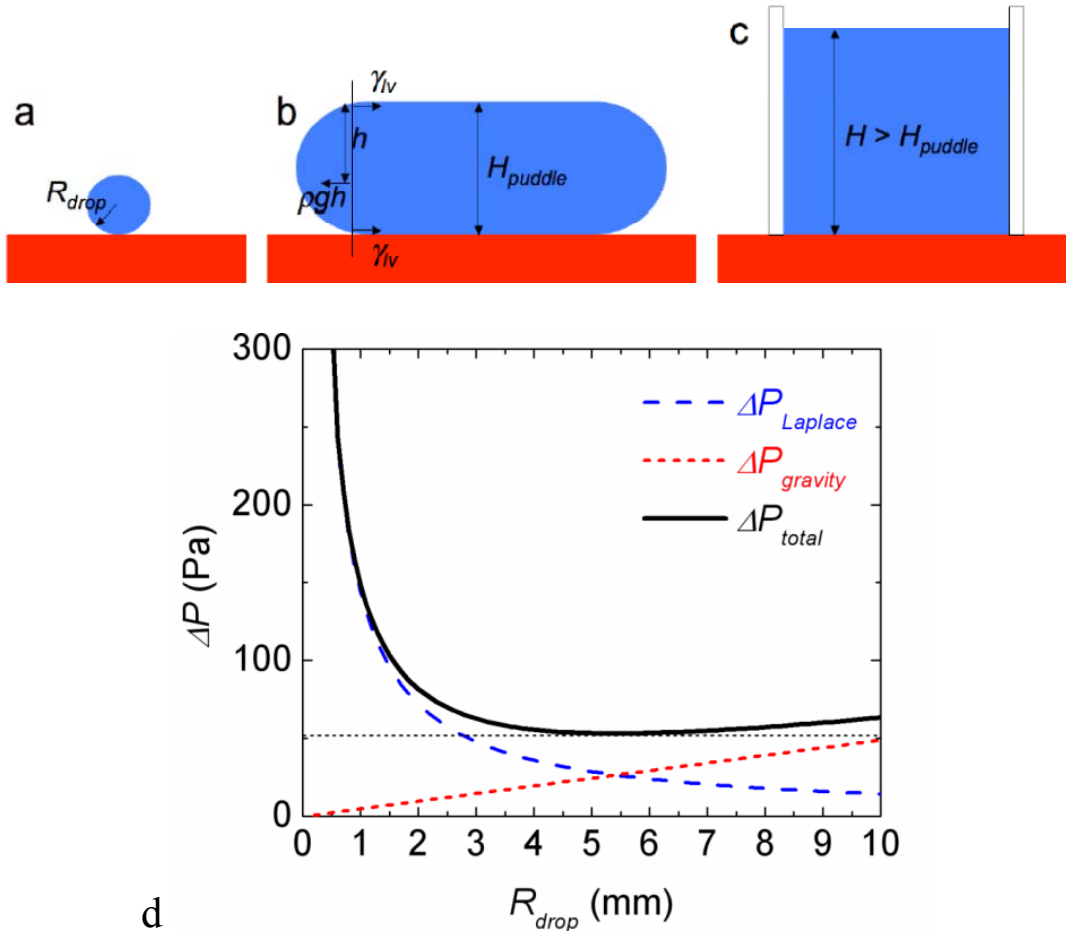 a
R_drop
b
γ_lv
h
H_puddle
ρgh
γ_lv
c
H > H_puddle
300
200
100
0
ΔP (Pa)
ΔP_Laplace
ΔP_gravity
ΔP_total
0 1 2 3 4 5 6 7 8 9 10
R_drop (mm)
d